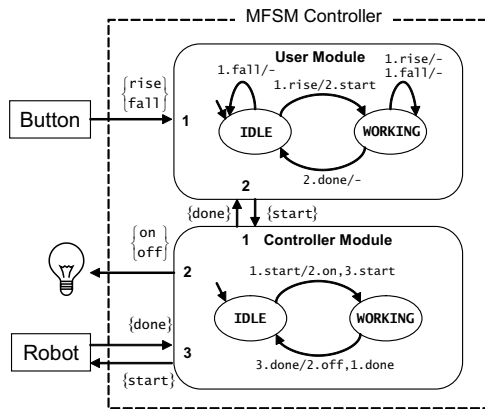 MFSM Controller
User Module
{rise
fall}
1.fall/-
1.rise/-
1.fall/-
1.rise/2.start
Button
1
IDLE
WORKING
2.done/-
2
{done}
{start}
1
Controller Module
{on
off}
2
1.start/2.on,3.start
IDLE
WORKING
{done}
3
Robot
3.done/2.off,1.done
{start}